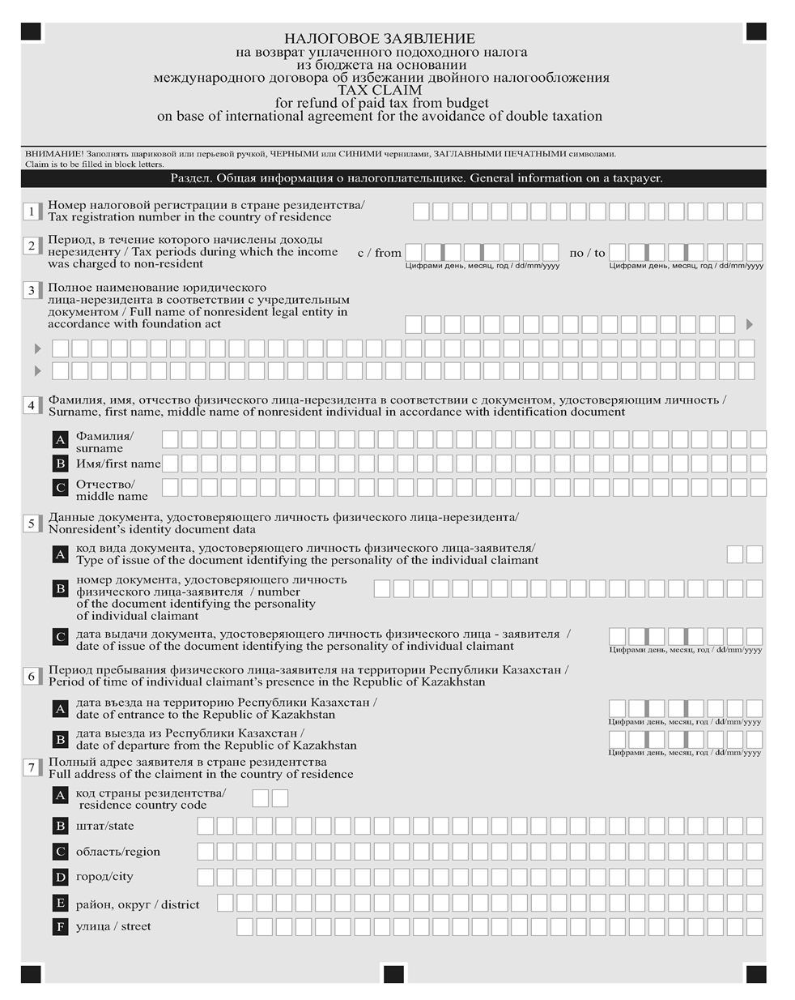 НАЛОГОВОЕ ЗАЯВЛЕНИЕ
на возврат уплаченного подоходного налога
из бюджета на основании
международного договора об избежании двойного налогообложения
TAX CLAIM
for refund of paid tax from budget
on base of international agreement for the avoidance of double taxation
ВНИМАНИЕ! Заполнять шариковой или перьевой ручкой, ЧЕРНЫМИ или СИНИМИ чернилами, ЗАГЛАВНЫМИ ПЕЧАТНЫМИ символами.
Claim is to be filled in block letters.
Раздел. Общая информация о налогоплательщике. General information on a taxpayer.
1 Номер налоговой регистрации в стране резидентства/
Tax registration number in the country of residence
2 Период, в течение которого начислены доходы
нерезиденту / Tax periods during which the income
was charged to non-resident
с / from
по / to
Цифрами день, месяц, год / dd/mm/yyyy
Цифрами день, месяц, год / dd/mm/yyyy
3 Полное наименование юридического
лица-нерезидента в соответствии с учредительным
документом / Full name of nonresident legal entity in
accordance with foundation act
4 Фамилия, имя, отчество физического лица-нерезидента в соответствии с документом, удостоверяющим личность /
Surname, first name, middle name of nonresident individual in accordance with identification document
A Фамилия/
surname
B Имя/first name
C Отчество/
middle name
5 Данные документа, удостоверяющего личность физического лица-нерезидента/
Nonresident's identity document data
A код вида документа, удостоверяющего личность физического лица-заявителя/
Type of issue of the document identifying the personality of the individual claimant
B номер документа, удостоверяющего личность
физического лица-заявителя / number
of the document identifying the personality
of individual claimant
C дата выдачи документа, удостоверяющего личность физического лица - заявителя /
date of issue of the document identifying the personality of individual claimant
Цифрами день, месяц, год / dd/mm/yyyy
6 Период пребывания физического лица-заявителя на территории Республики Казахстан /
Period of time of individual claimant's presence in the Republic of Kazakhstan
A дата въезда на территорию Республики Казахстан /
date of entrance to the Republic of Kazakhstan
Цифрами день, месяц, год / dd/mm/yyyy
B дата выезда из Республики Казахстан /
date of departure from the Republic of Kazakhstan
Цифрами день, месяц, год / dd/mm/yyyy
7 Полный адрес заявителя в стране резидентства
Full address of the claiment in the country of residence
A код страны резидентства/
residence country code
B штат/state
C область/region
D город/city
E район, округ / district
F улица / street